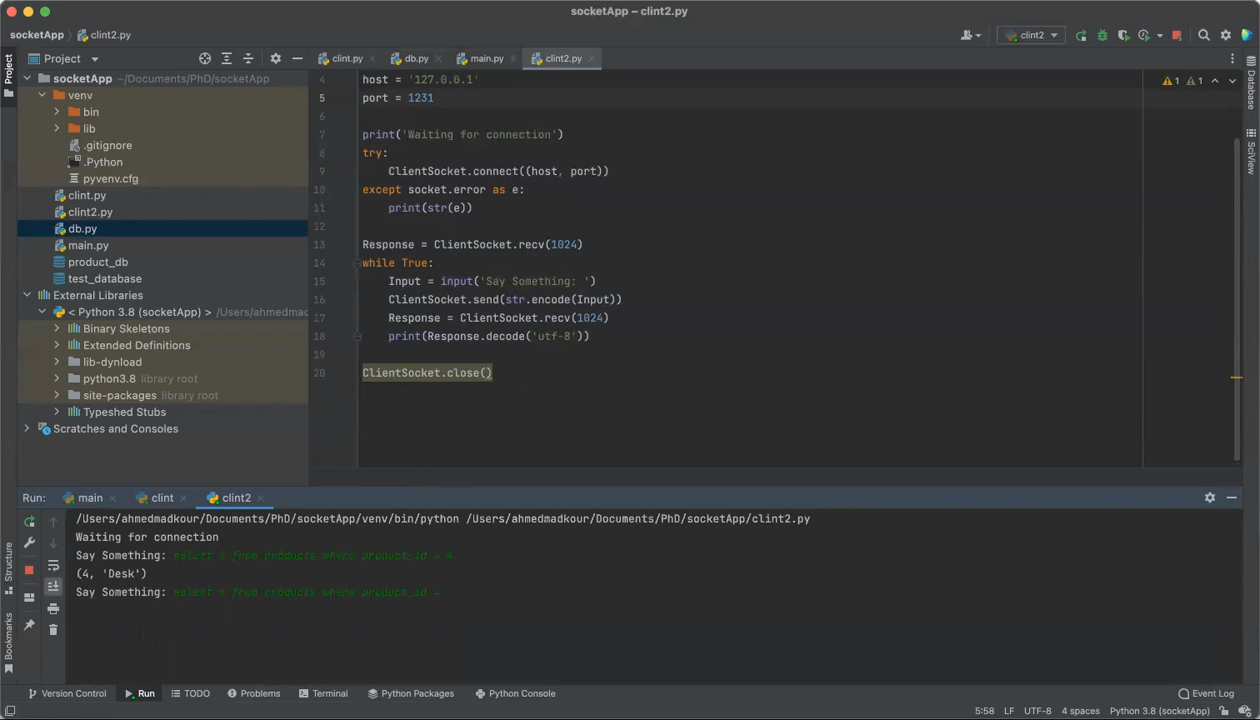 socketApp – clint2.py
socketApp
clint2.py
clint2
Project
clint.py
db.py
main.py
clint2.py
Project
socketApp ~/Documents/PhD/socketApp
venv
bin
lib
.gitignore
.Python
pyvenv.cfg
clint.py
clint2.py
db.py
main.py
product_db
test_database
External Libraries
< Python 3.8 (socketApp) > /Users/ahmedmad
Binary Skeletons
Extended Definitions
lib-dynload
python3.8 library root
site-packages library root
Typeshed Stubs
Scratches and Consoles
4 host = '127.0.0.1'
5 port = 1231
6
7 print('Waiting for connection')
8 try:
9 ClientSocket.connect((host, port))
10 except socket.error as e:
11 print(str(e))
12
13 Response = ClientSocket.recv(1024)
14 while True:
15 Input = input('Say Something: ')
16 ClientSocket.send(str.encode(Input))
17 Response = ClientSocket.recv(1024)
18 print(Response.decode('utf-8'))
19
20 ClientSocket.close()
1 1
Database
SciView
Run: main clint clint2
/Users/ahmedmadkour/Documents/PhD/socketApp/venv/bin/python /Users/ahmedmadkour/Documents/PhD/socketApp/clint2.py
Waiting for connection
Say Something: select * from products where product_id = 4
(4, 'Desk')
Say Something: select * from products where product_id =
Structure
Bookmarks
Version Control Run TODO Problems Terminal Python Packages Python Console Event Log
5:58 LF UTF-8 4 spaces Python 3.8 (socketApp)